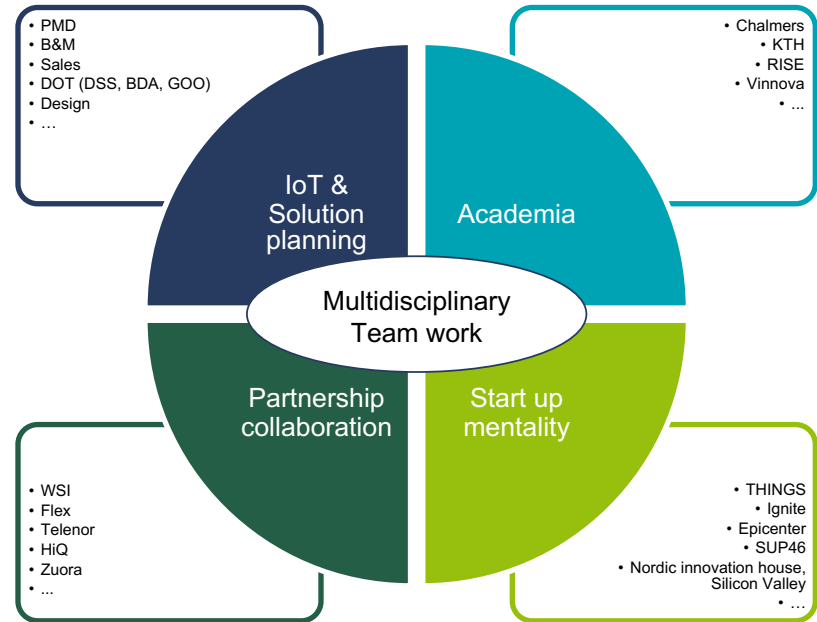 • PMD
• B&M
• Sales
• DOT (DSS, BDA, GOO)
• Design
• …
• Chalmers
• KTH
• RISE
• Vinnova
• ...
IoT &
Solution
planning
Academia
Multidisciplinary
Team work
Partnership
collaboration
Start up
mentality
• WSI
• Flex
• Telenor
• HiQ
• Zuora
• ...
• THINGS
• Ignite
• Epicenter
• SUP46
• Nordic innovation house,
Silicon Valley
• …